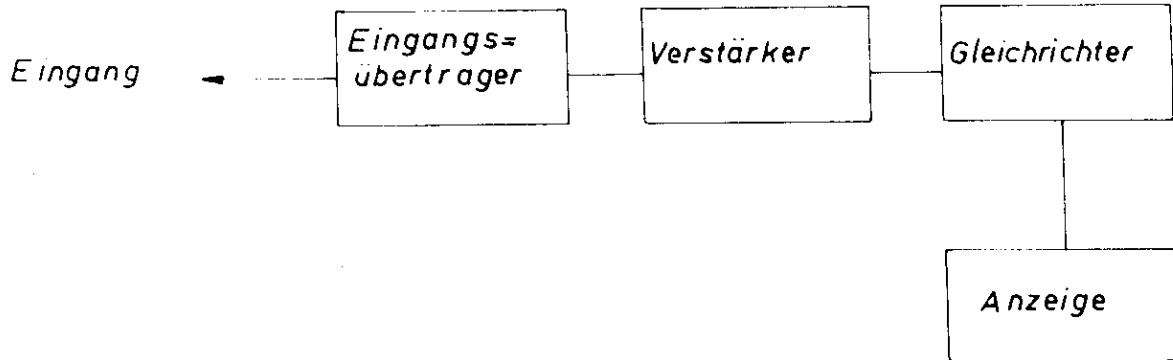 Eingang
Eingangs=
übertrager
Verstärker
Gleichrichter
Anzeige